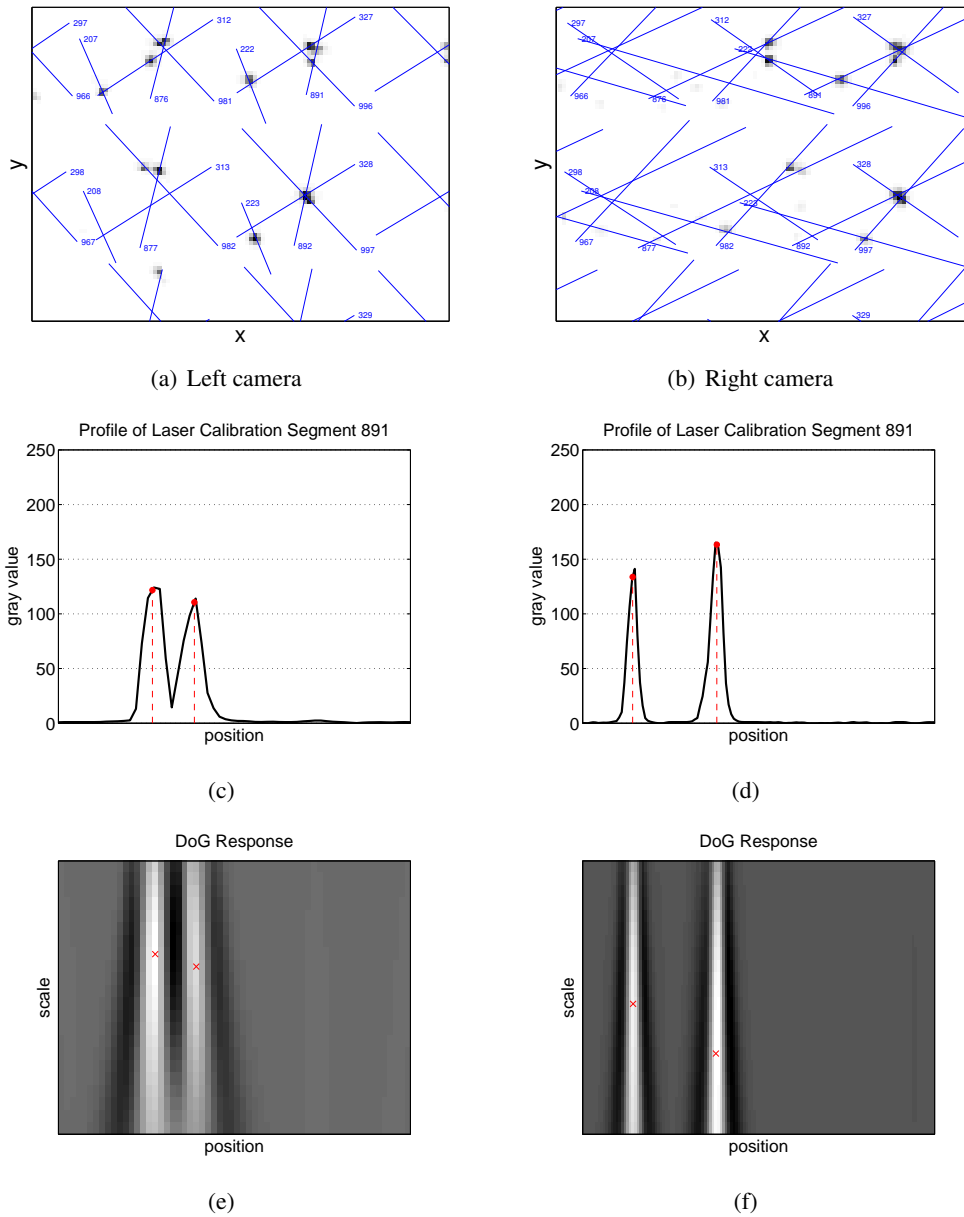 297
312
327
207
222
966
876
981
891
996
298
313
328
208
223
967
877
982
892
997
329
y
x
(a) Left camera
297
312
327
207
222
966
876
981
891
996
298
313
328
208
223
967
877
982
892
997
329
y
x
(b) Right camera
Profile of Laser Calibration Segment 891
250
200
150
100
50
0
gray value
position
(c)
Profile of Laser Calibration Segment 891
250
200
150
100
50
0
gray value
position
(d)
DoG Response
scale
position
(e)
DoG Response
scale
position
(f)